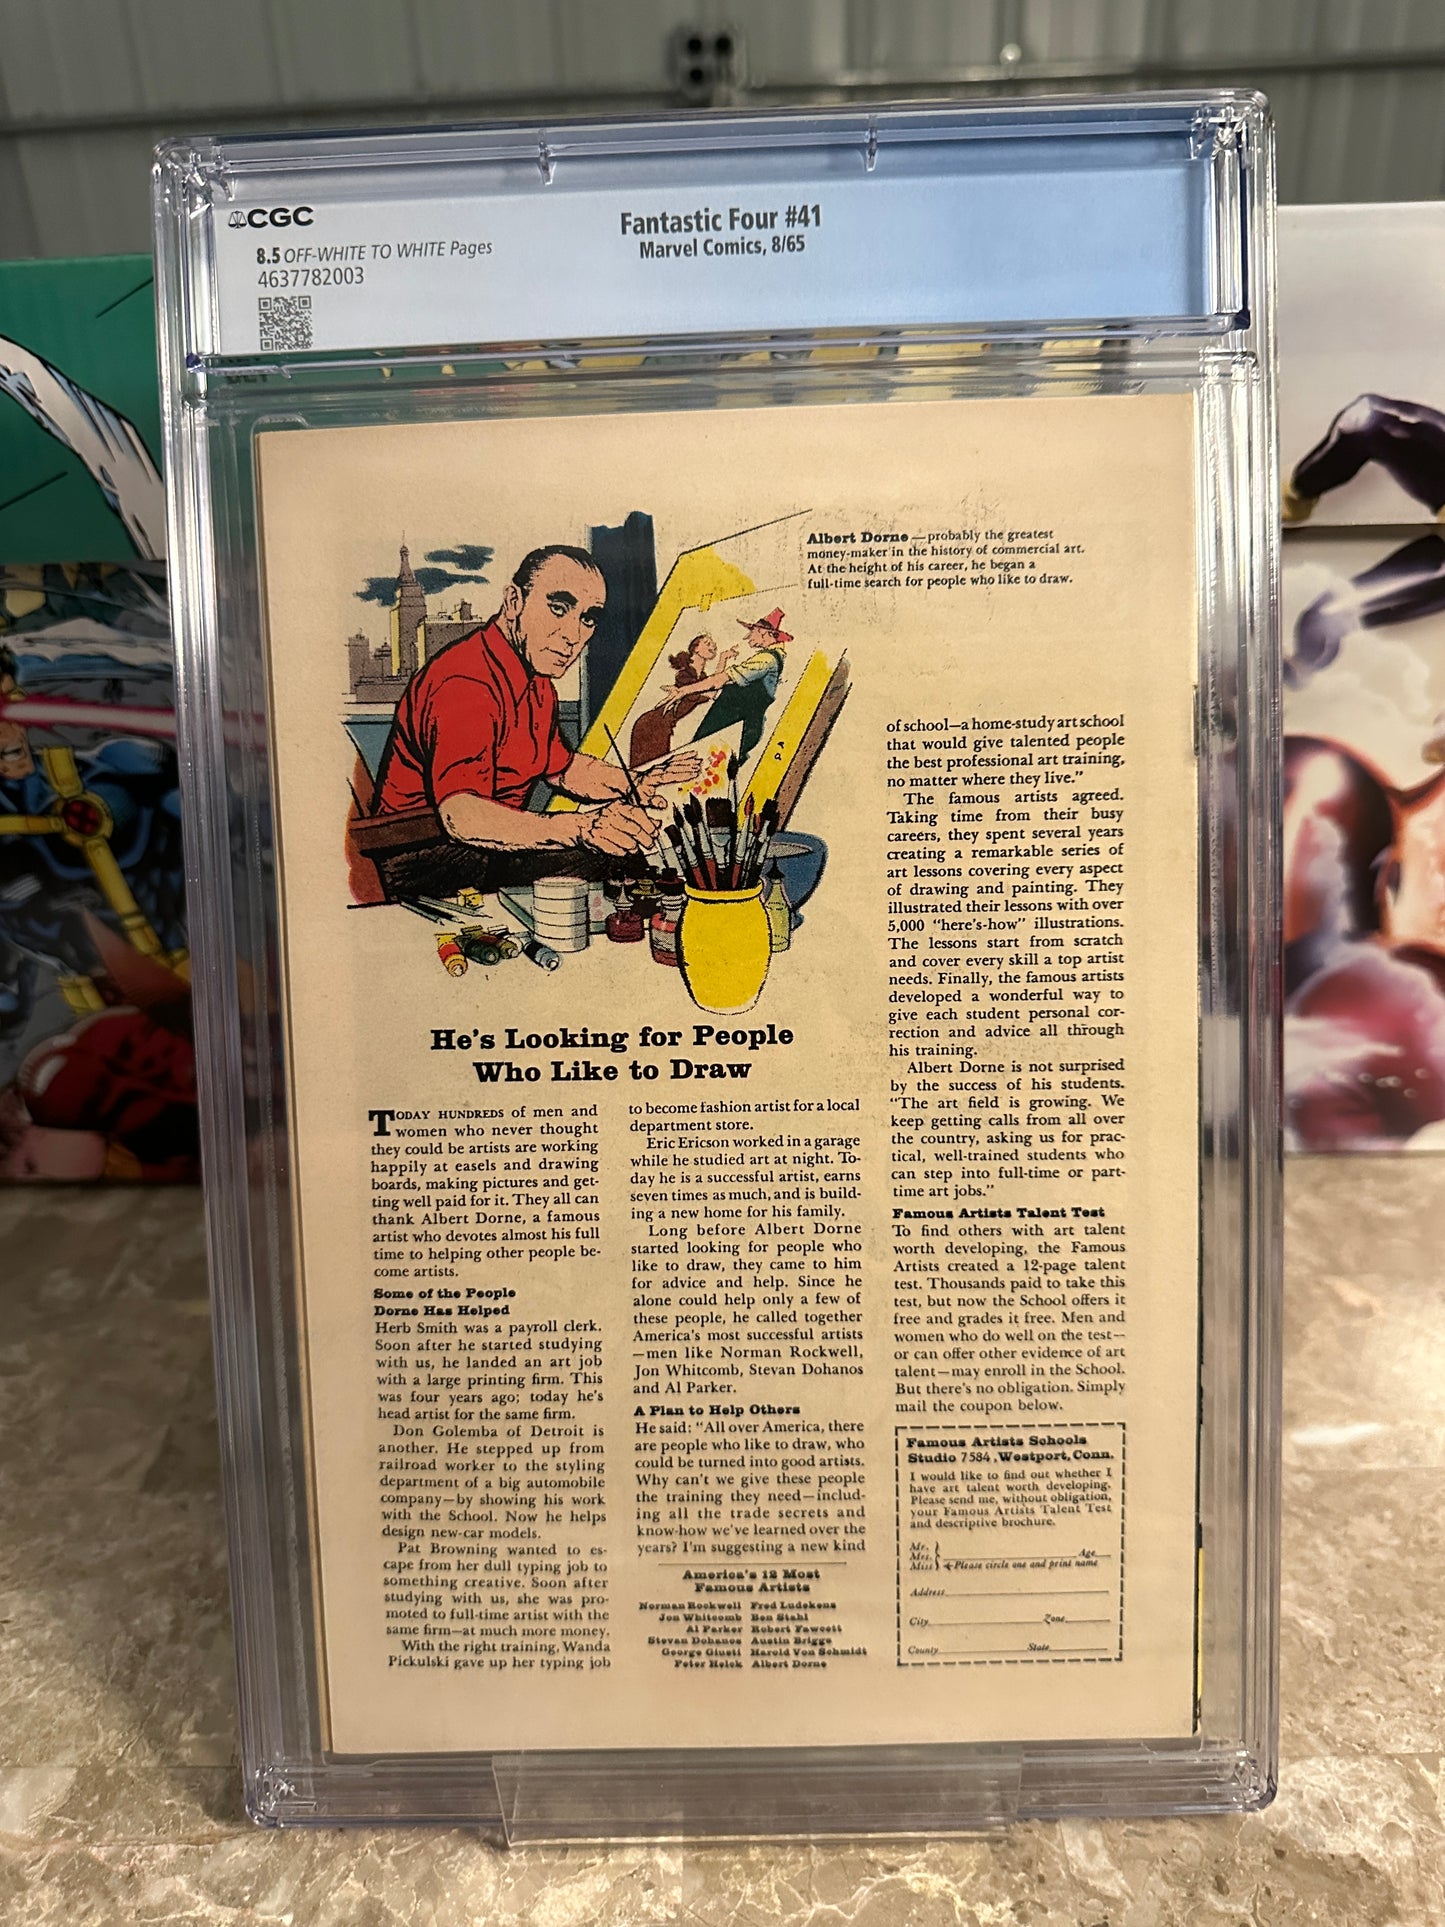 CGC
8.5 OFF-WHITE TO WHITE Pages
4637782003
Fantastic Four #41
Marvel Comics, 8/65
Albert Dorne—probably the greatest
money-maker in the history of commercial art.
At the height of his career, he began a
full-time search for people who like to draw.
He's Looking for People
Who Like to Draw
TODAY HUNDREDS of men and
women who never thought
they could be artists are working
happily at easels and drawing
boards, making pictures and get-
ting well paid for it. They all can
thank Albert Dorne, a famous
artist who devotes almost his full
time to helping other people be-
come artists.
Some of the People
Dorne Has Helped
Herb Smith was a payroll clerk.
Soon after he started studying
with us, he landed an art job
with a large printing firm. This
was four years ago; today he's
head artist for the same firm.
Don Golemba of Detroit is
another. He stepped up from
railroad worker to the styling
department of a big automobile
company—by showing his work
with the School. Now he helps
design new-car models.
Pat Browning wanted to es-
cape from her dull typing job to
something creative. Soon after
studying with us, she was pro-
moted to full-time artist with the
same firm—at much more money.
With the right training, Wanda
Pickulski gave up her typing job
to become fashion artist for a local
department store.
Eric Ericson worked in a garage
while he studied art at night. To-
day he is a successful artist, earns
seven times as much, and is build-
ing a new home for his family.
Long before Albert Dorne
started looking for people who
like to draw, they came to him
for advice and help. Since he
alone could help only a few of
these people, he called together
America's most successful artists
—men like Norman Rockwell,
Jon Whitcomb, Stevan Dohanos
and Al Parker.
A Plan to Help Others
He said: "All over America, there
are people who like to draw, who
could be turned into good artists.
Why can't we give these people
the training they need—includ-
ing all the trade secrets and
know-how we've learned over the
years? I'm suggesting a new kind
of school—a home-study art school
that would give talented people
the best professional art training,
no matter where they live."
The famous artists agreed.
Taking time from their busy
careers, they spent several years
creating a remarkable series of
art lessons covering every aspect
of drawing and painting. They
illustrated their lessons with over
5,000 "here's-how" illustrations.
The lessons start from scratch
and cover every skill a top artist
needs. Finally, the famous artists
developed a wonderful way to
give each student personal cor-
rection and advice all through
his training.
Albert Dorne is not surprised
by the success of his students.
"The art field is growing. We
keep getting calls from all over
the country, asking us for prac-
tical, well-trained students who
can step into full-time or part-
time art jobs."
Famous Artists Talent Test
To find others with art talent
worth developing, the Famous
Artists created a 12-page talent
test. Thousands paid to take this
test, but now the School offers it
free and grades it free. Men and
women who do well on the test—
or can offer other evidence of art
talent—may enroll in the School.
But there's no obligation. Simply
mail the coupon below.
America's 12 Most
Famous Artists
Norman Rockwell Fred Ludekens
Jon Whitcomb Ben Stahl
Al Parker Robert Fawcett
Stevan Dohanos Austin Briggs
George Giusti Harold Von Schmidt
Peter Helck Albert Dorne
Famous Artists Schools
Studio 7584, Westport, Conn.
I would like to find out whether I
have art talent worth developing.
Please send me, without obligation,
your Famous Artists Talent Test
and descriptive brochure.
Mr.
Mrs. Age
Miss Please circle one and print name
Address
City Zone
County State